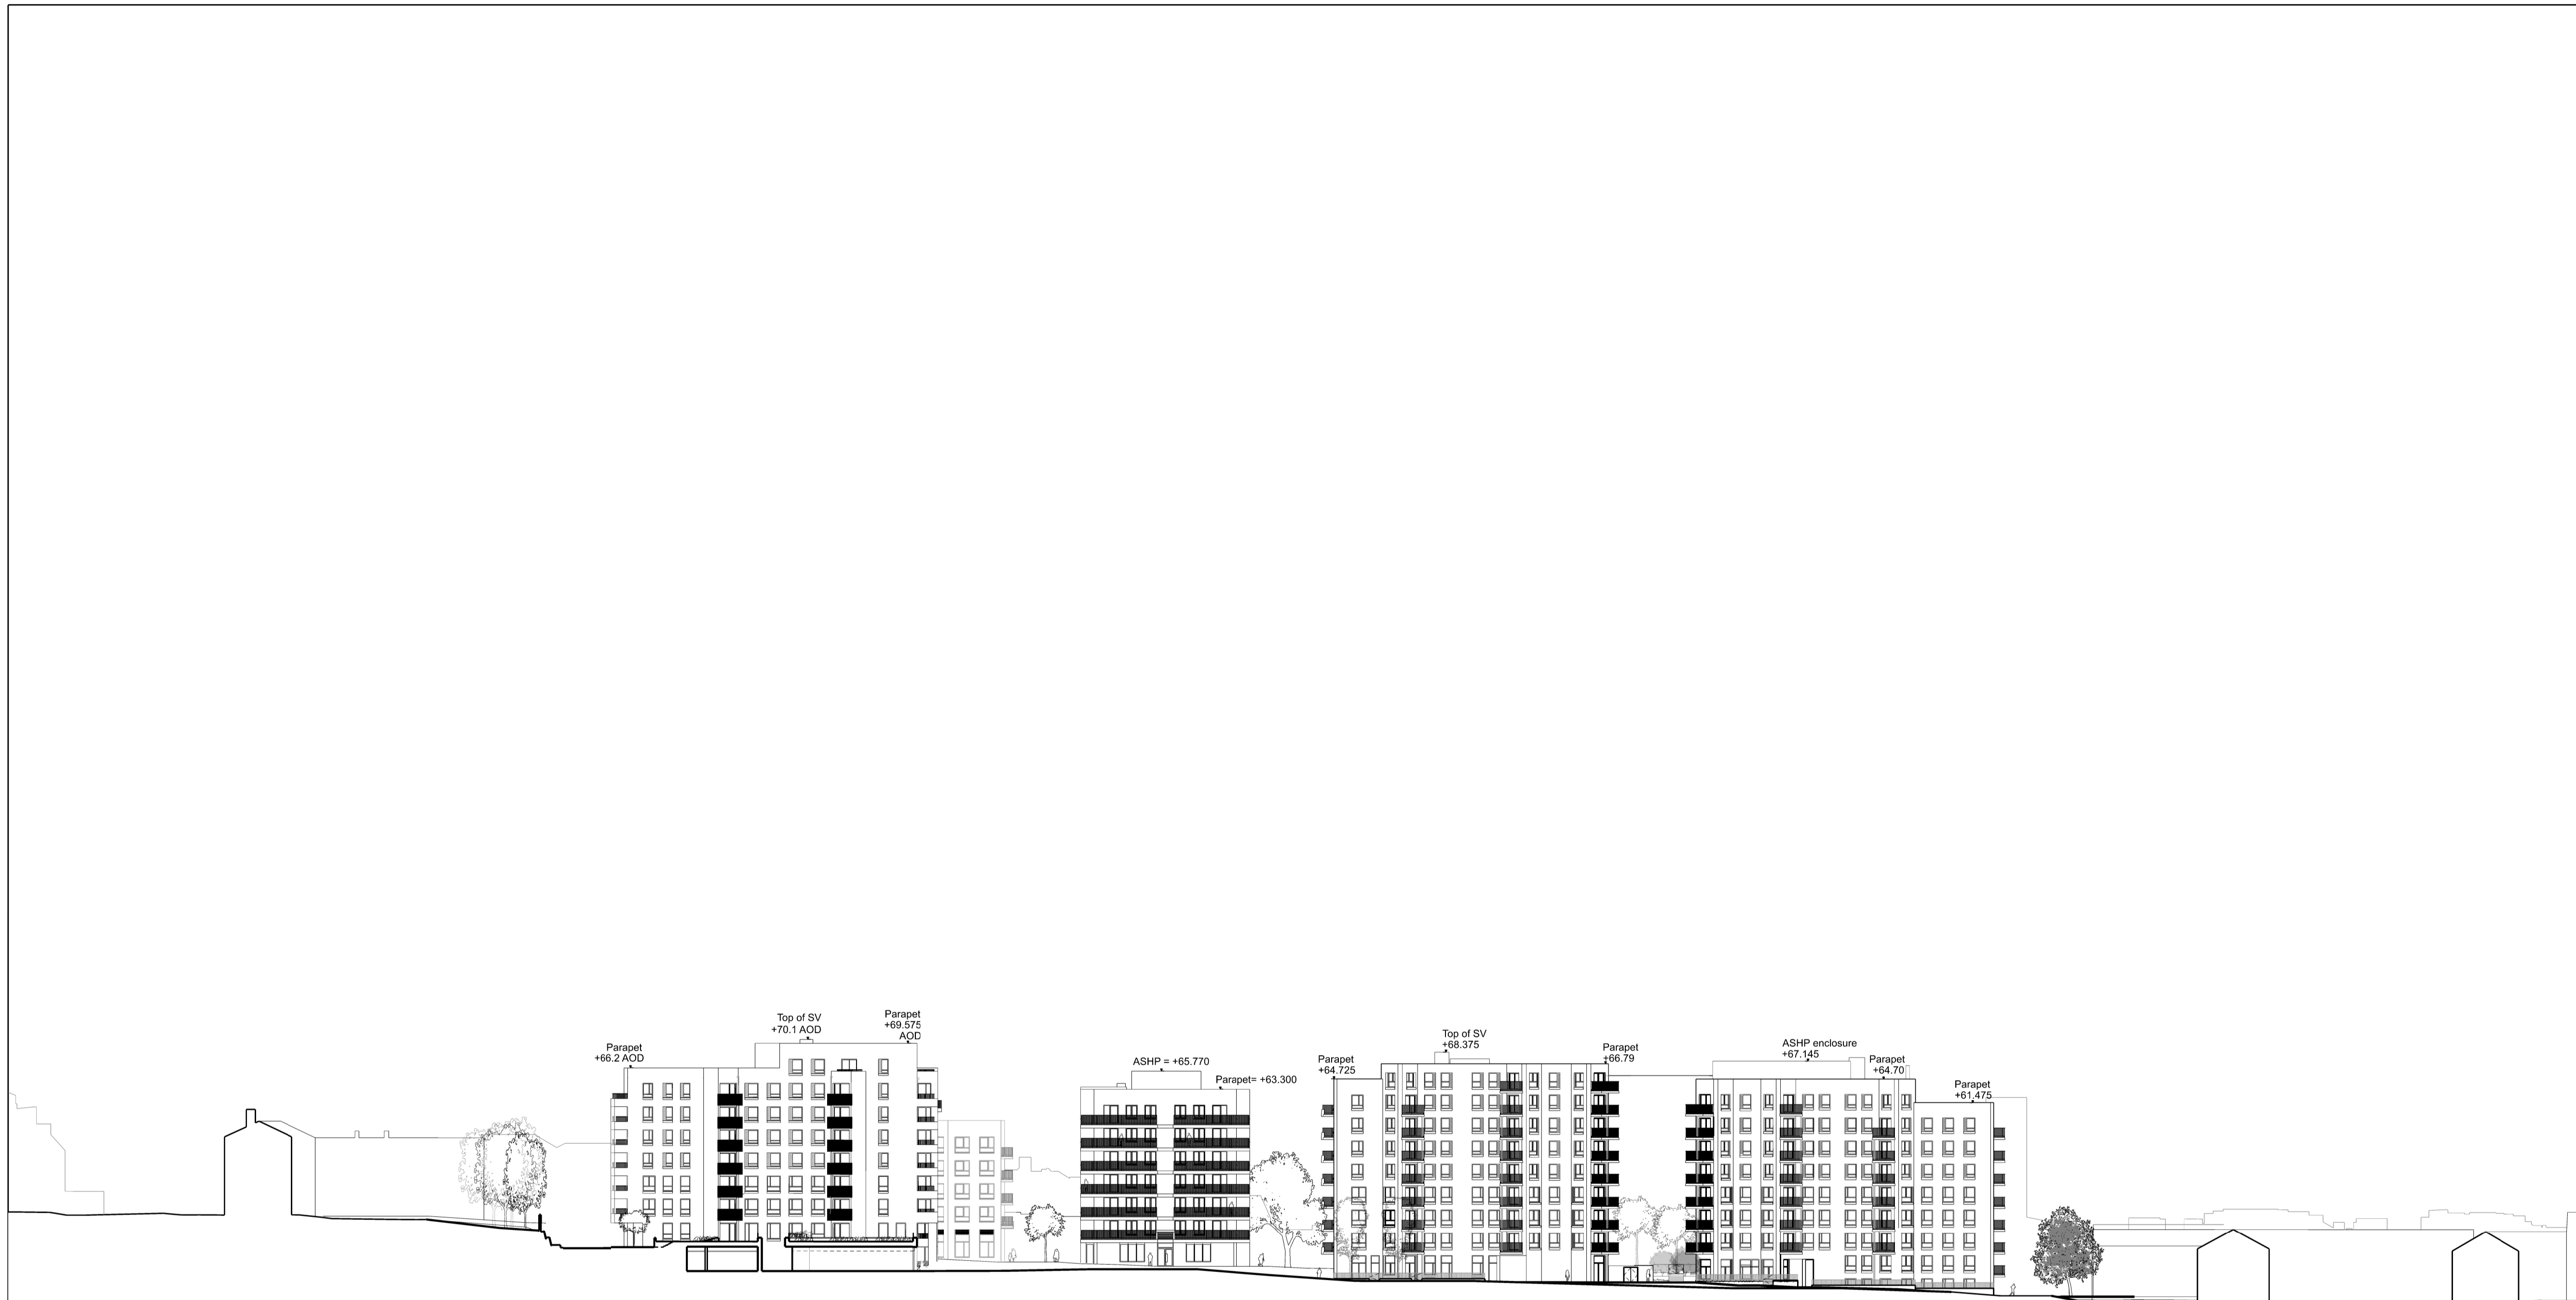 Parapet
+66.2 AOD
Top of SV
+70.1 AOD
Parapet
+69.575
AOD
ASHP = +65.770
Parapet= +63.300
Parapet
+64.725
Top of SV
+68.375
Parapet
+66.79
ASHP enclosure
+67.145
Parapet
+64.70
Parapet
+61.475